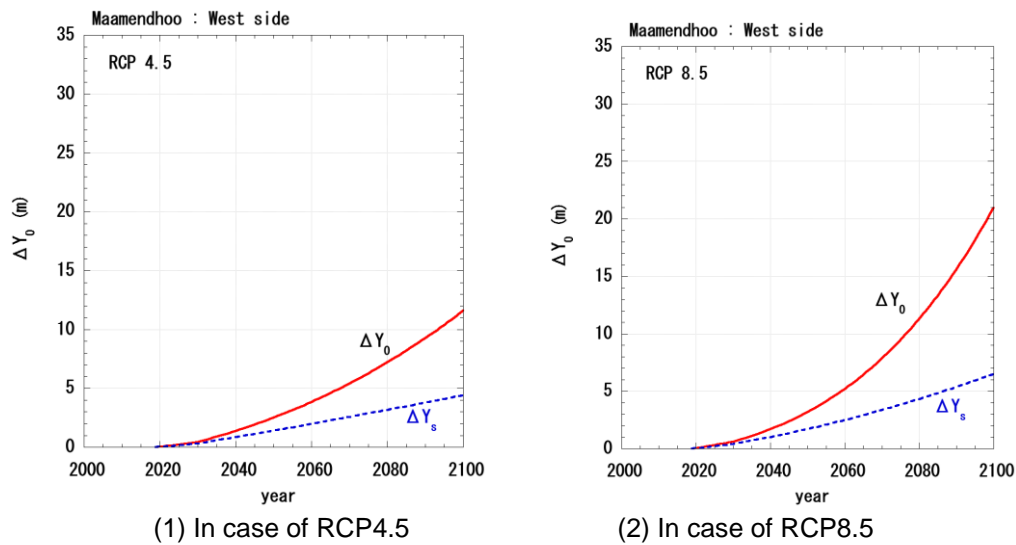 Maamendhoo : West side
RCP 4.5
35
30
25
20
15
10
5
0
ΔY₀ (m)
ΔY₀
ΔYₛ
2000 2020 2040 2060 2080 2100
year
(1) In case of RCP4.5
Maamendhoo : West side
RCP 8.5
35
30
25
20
15
10
5
0
ΔY₀ (m)
ΔY₀
ΔYₛ
2000 2020 2040 2060 2080 2100
year
(2) In case of RCP8.5